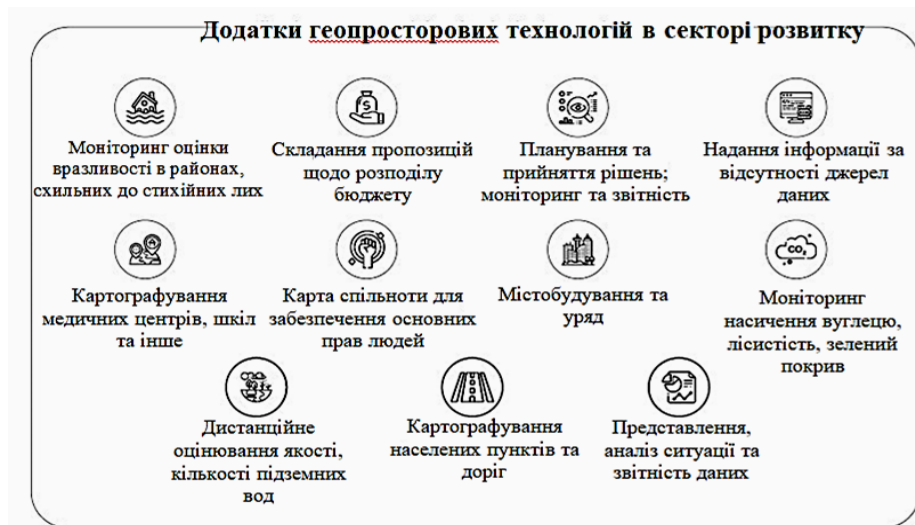 Додатки геопросторових технологій в секторі розвитку
Моніторинг оцінки
вразливості в районах,
схильних до стихійних лих
Складання пропозицій
щодо розподілу
бюджету
Планування та
прийняття рішень;
моніторинг та звітність
Надання інформації за
відсутності джерел
даних
Картографування
медичних центрів, шкіл
та інше
Карта спільноти для
забезпечення основних
прав людей
Містобудування та
уряд
Моніторинг
насичення вуглецю,
лісистість, зелений
покрив
Дистанційне
оцінювання якості,
кількості підземних
вод
Картографування
населених пунктів та
доріг
Представлення,
аналіз ситуації та
звітність даних